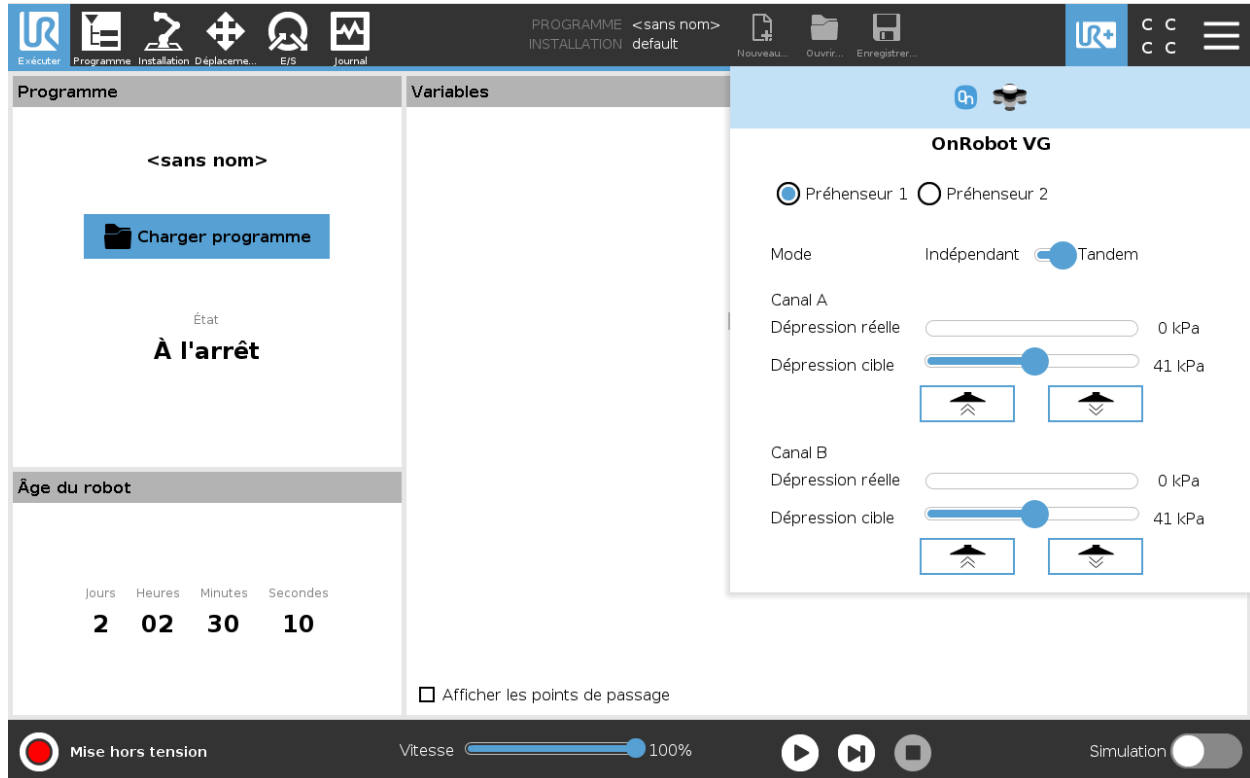 UR
Exécuter
Programme
Installation
Déplaceme...
E/S
Journal
PROGRAMME <sans nom>
INSTALLATION default
Nouveau...
Ouvrir...
Enregistrer...
UR+
C C
C C
Programme
<sans nom>
Charger programme
État
À l'arrêt
Âge du robot
Jours Heures Minutes Secondes
2 02 30 10
Variables
Afficher les points de passage
On
OnRobot VG
Préhenseur 1 Préhenseur 2
Mode Indépendant Tandem
Canal A
Dépression réelle 0 kPa
Dépression cible 41 kPa
Canal B
Dépression réelle 0 kPa
Dépression cible 41 kPa
Mise hors tension
Vitesse 100%
Simulation